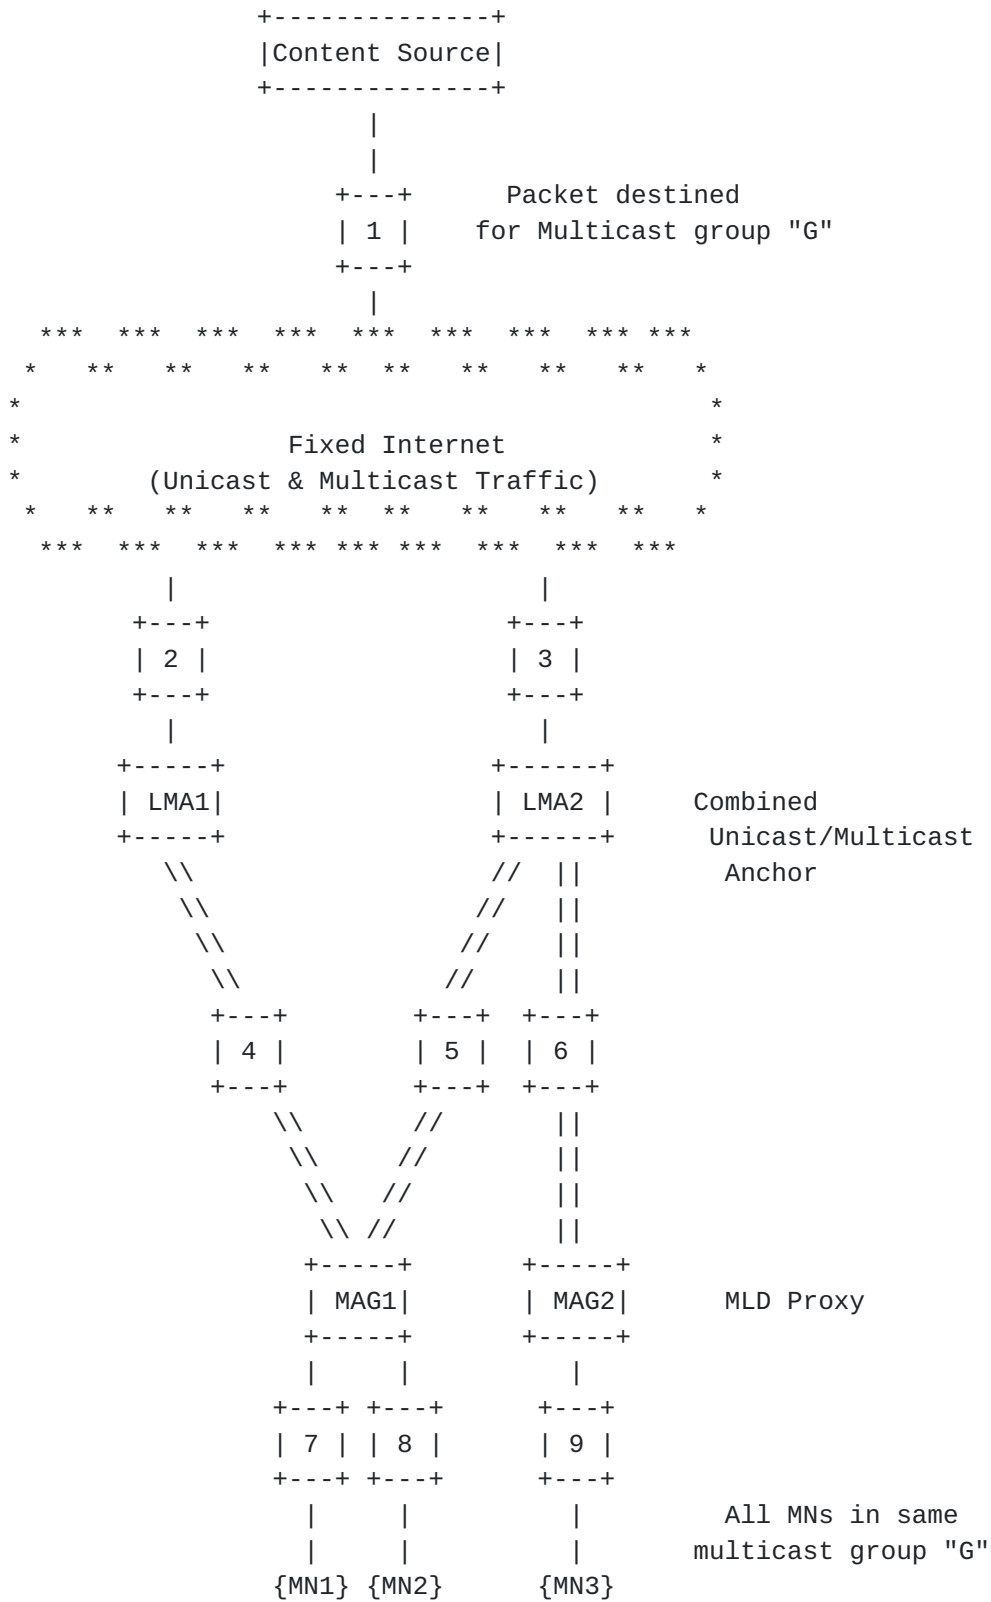 Content Source
Packet destined
1 for Multicast group "G"
Fixed Internet
(Unicast & Multicast Traffic)
2 3
LMA1 LMA2 Combined
Unicast/Multicast
Anchor
4 5 6
MAG1 MAG2 MLD Proxy
7 8 9
All MNs in same
multicast group "G"
{MN1} {MN2} {MN3}